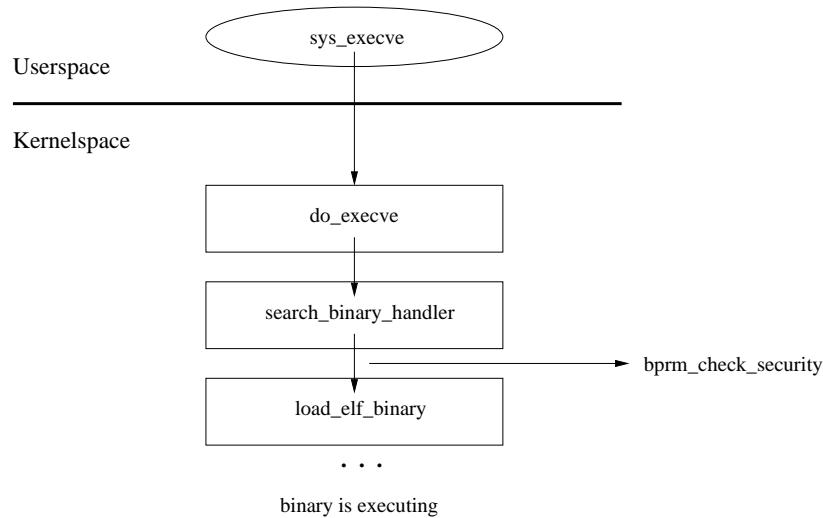 sys_execve
Userspace
Kernelspace
do_execve
search_binary_handler
bprm_check_security
load_elf_binary
. . .
binary is executing